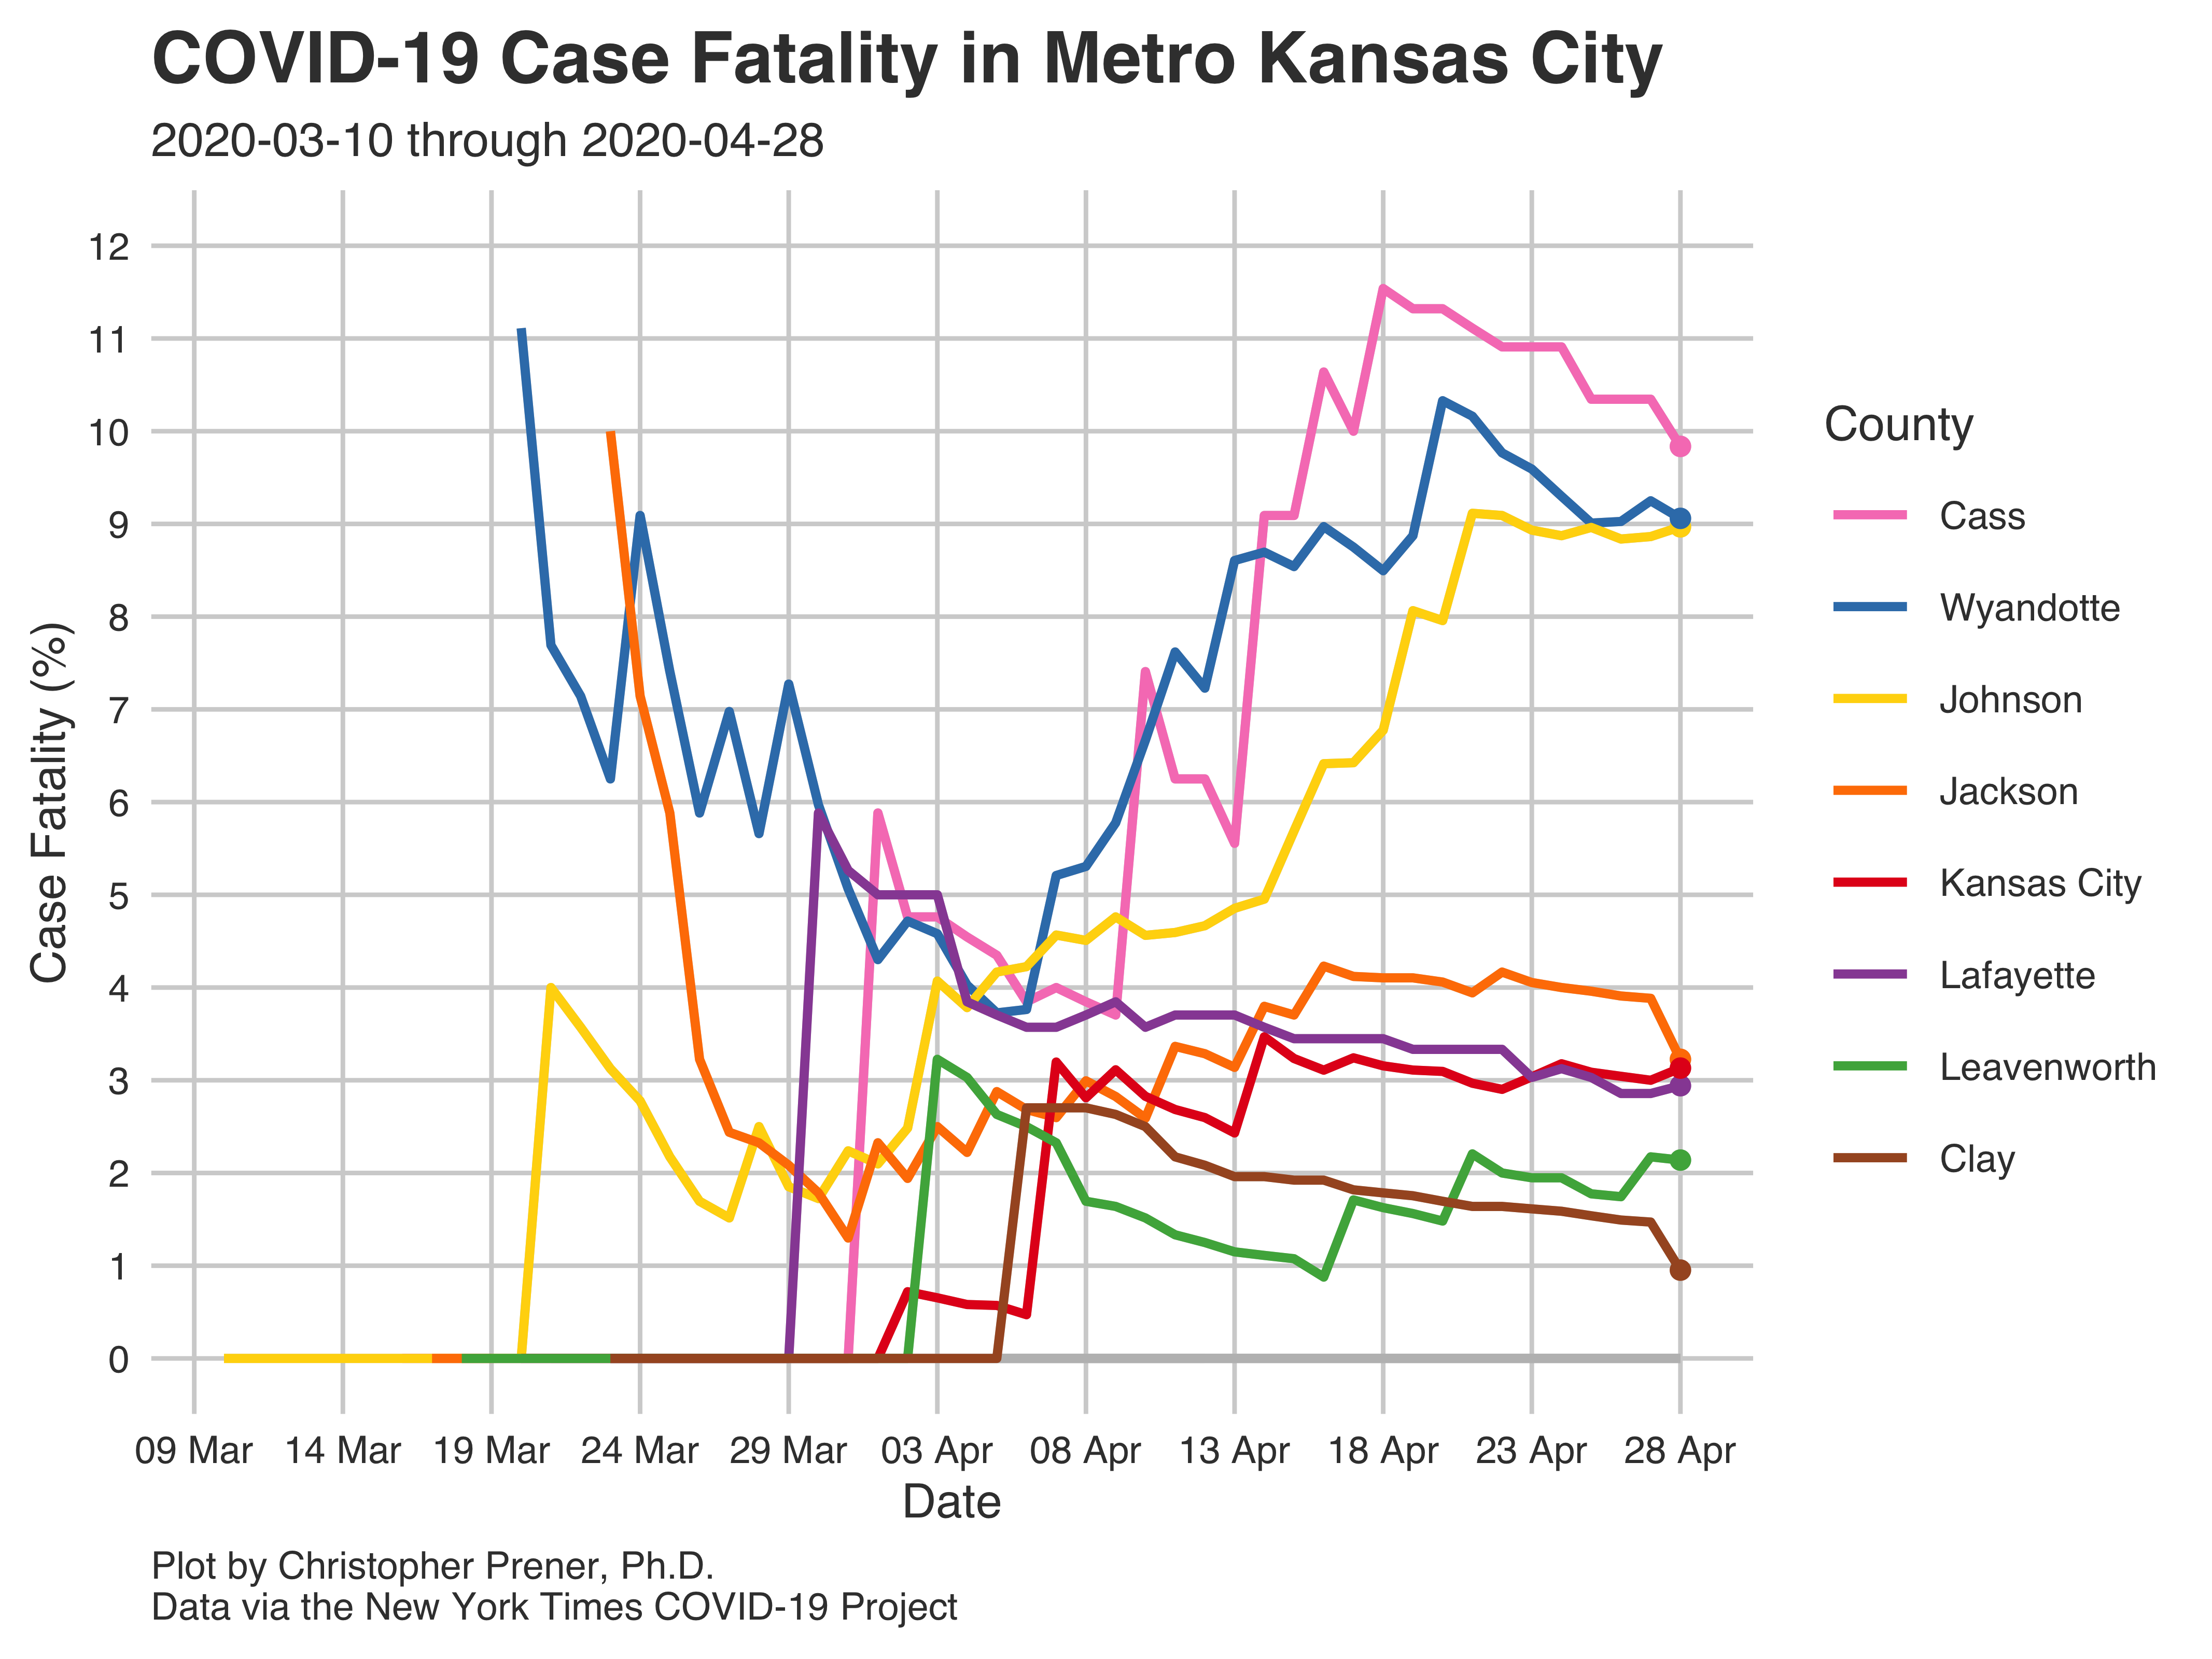 COVID-19 Case Fatality in Metro Kansas City
2020-03-10 through 2020-04-28
12
11
10
9
8
7
6
5
4
3
2
1
0
Case Fatality (%)
09 Mar 14 Mar 19 Mar 24 Mar 29 Mar 03 Apr 08 Apr 13 Apr 18 Apr 23 Apr 28 Apr
Date
County
Cass
Wyandotte
Johnson
Jackson
Kansas City
Lafayette
Leavenworth
Clay
Plot by Christopher Prener, Ph.D.
Data via the New York Times COVID-19 Project